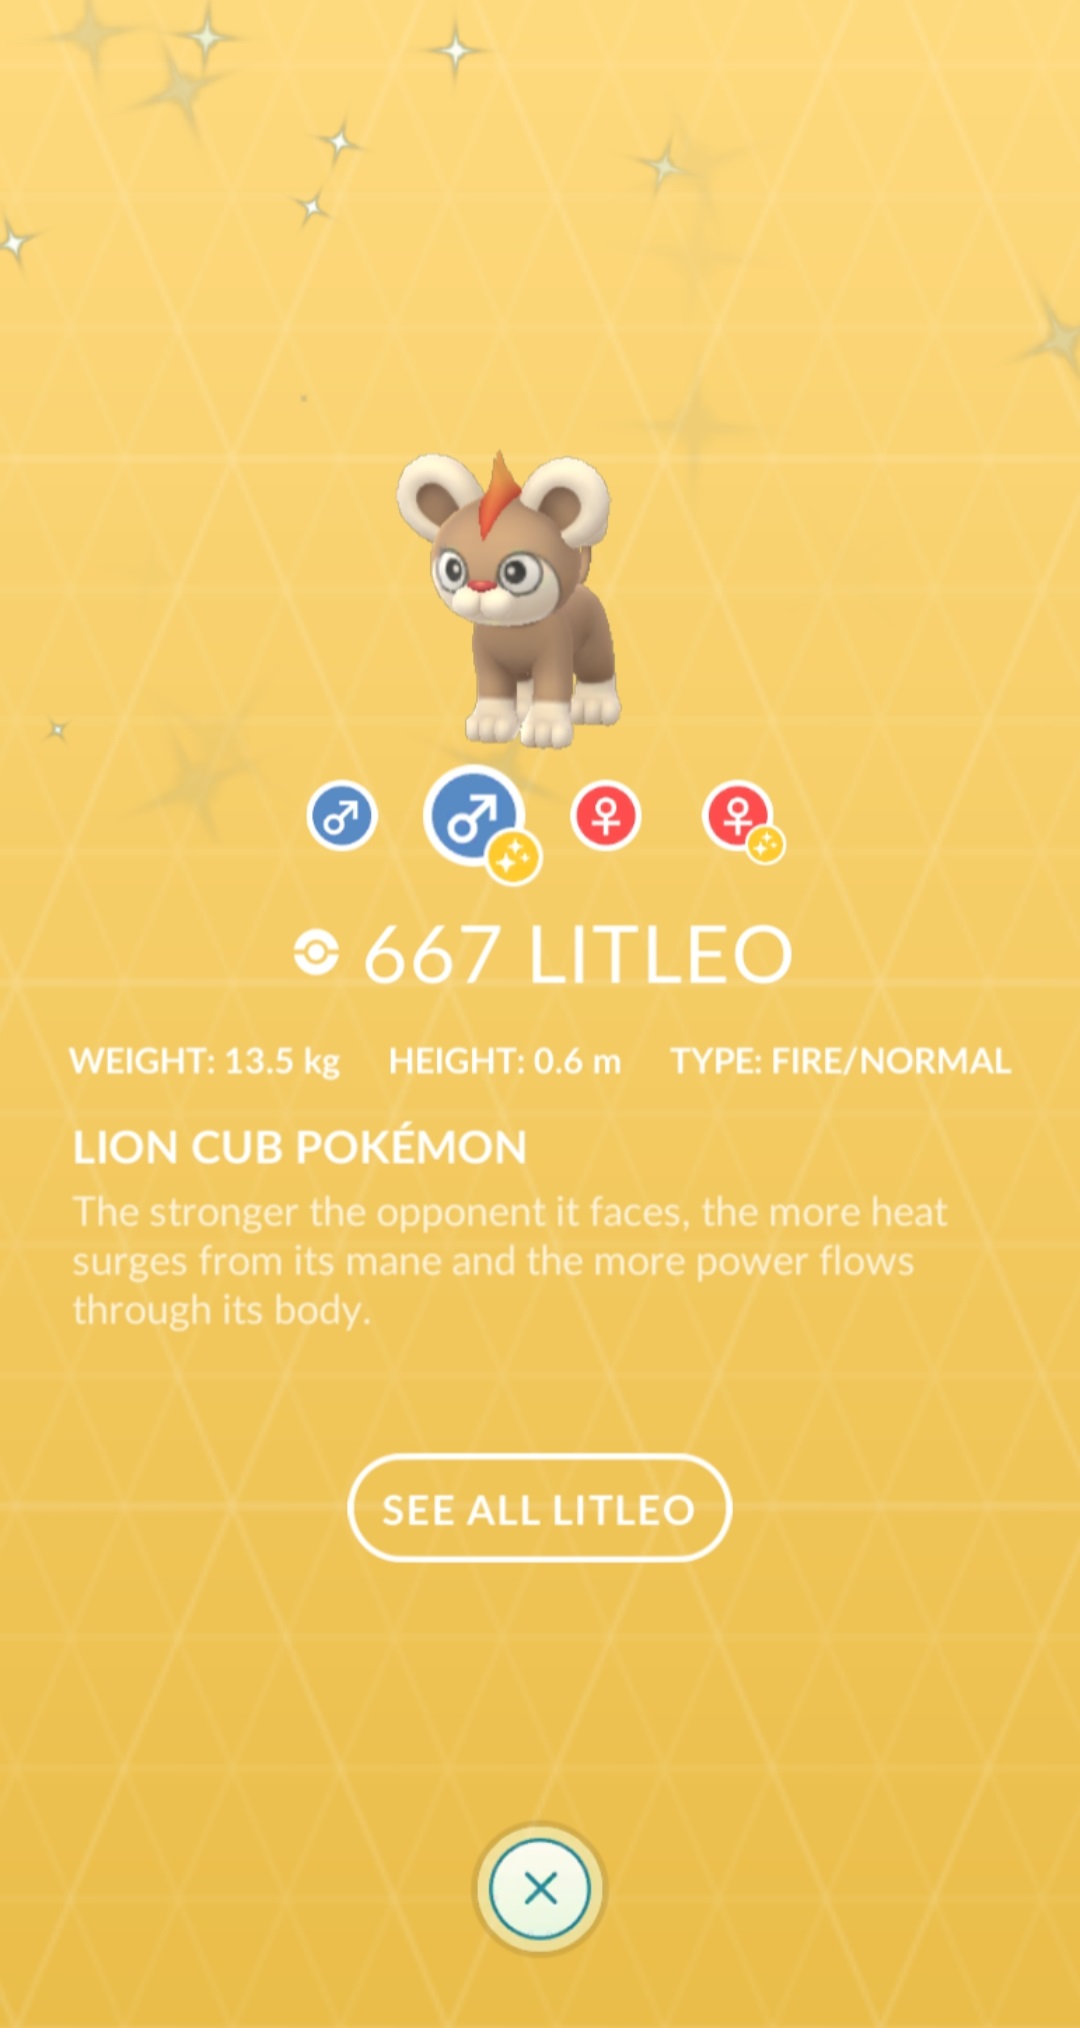 667 LITLEO
WEIGHT: 13.5 kg HEIGHT: 0.6 m TYPE: FIRE/NORMAL
LION CUB POKÉMON
The stronger the opponent it faces, the more heat
surges from its mane and the more power flows
through its body.
SEE ALL LITLEO